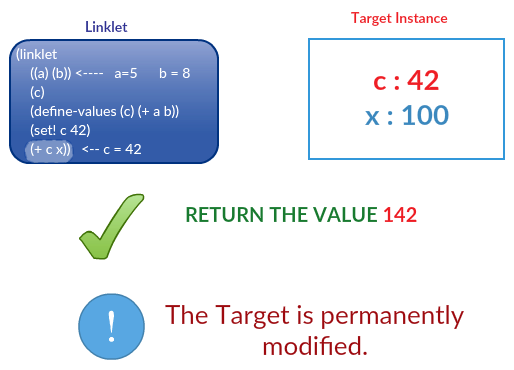 Linklet
(linklet
((a) (b)) <---- a=5 b = 8
(c)
(define-values (c) (+ a b))
(set! c 42)
(+ c x)) <-- c = 42
Target Instance
c : 42
x : 100
RETURN THE VALUE 142
!
The Target is permanently
modified.